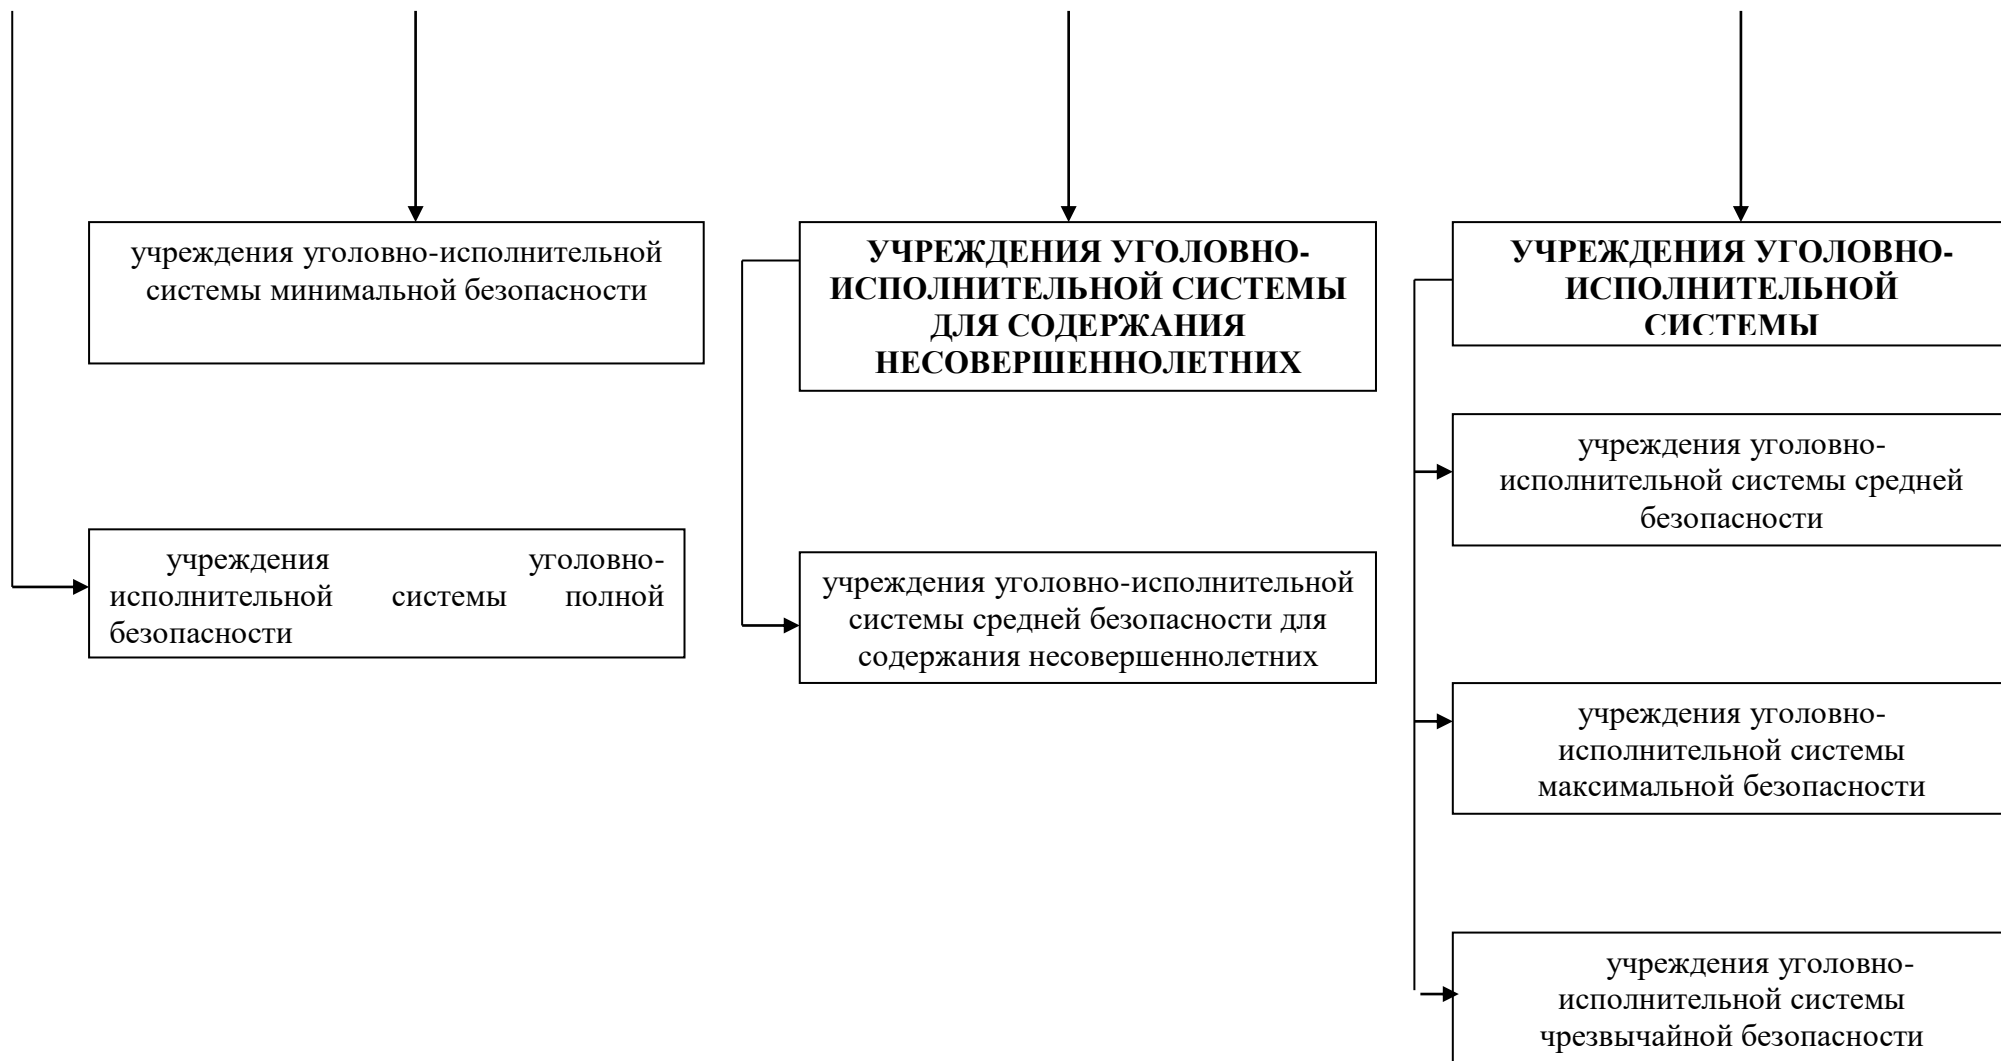 учреждения уголовно-исполнительной
системы минимальной безопасности
учреждения уголовно-
исполнительной системы полной
безопасности
УЧРЕЖДЕНИЯ УГОЛОВНО-
ИСПОЛНИТЕЛЬНОЙ СИСТЕМЫ
ДЛЯ СОДЕРЖАНИЯ
НЕСОВЕРШЕННОЛЕТНИХ
учреждения уголовно-исполнительной
системы средней безопасности для
содержания несовершеннолетних
УЧРЕЖДЕНИЯ УГОЛОВНО-
ИСПОЛНИТЕЛЬНОЙ
СИСТЕМЫ
учреждения уголовно-
исполнительной системы средней
безопасности
учреждения уголовно-
исполнительной системы
максимальной безопасности
учреждения уголовно-
исполнительной системы
чрезвычайной безопасности